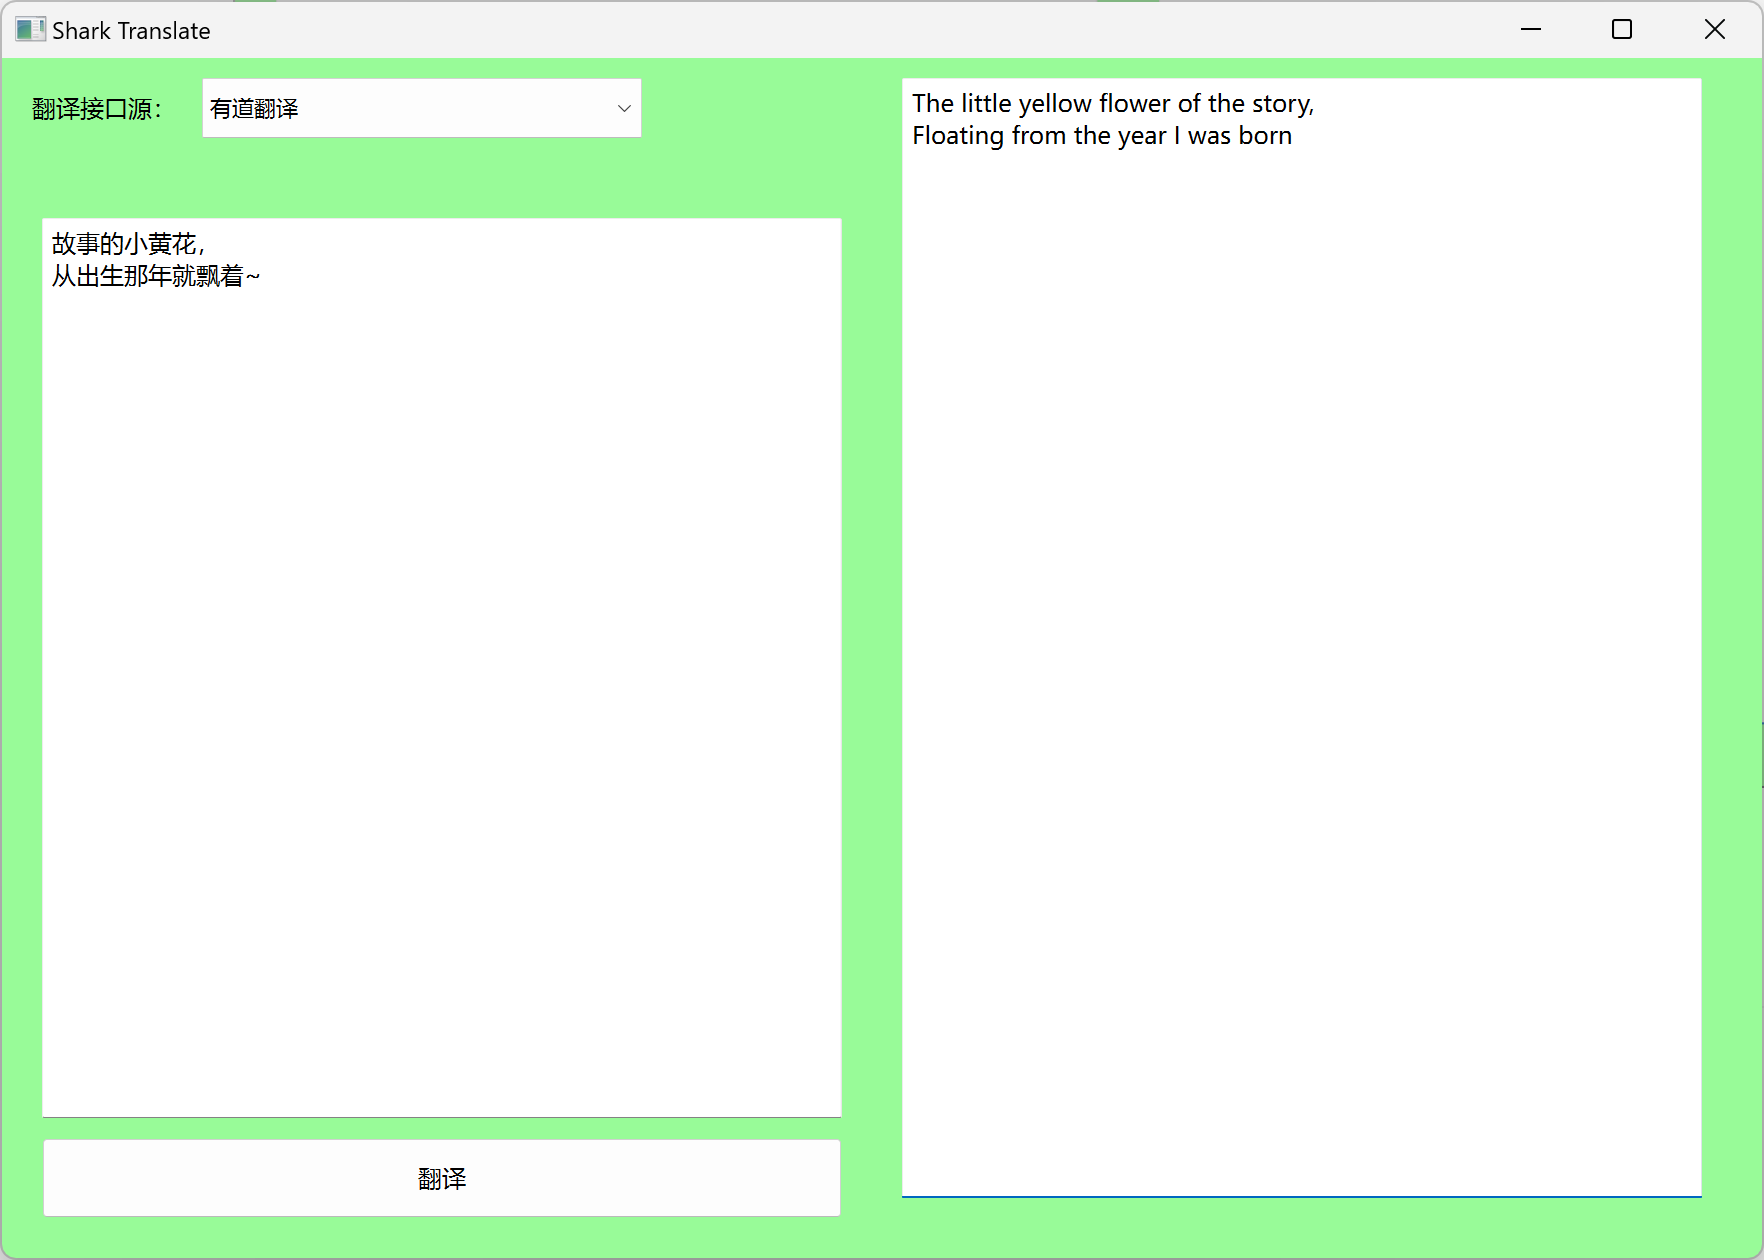 Shark Translate
翻译接口源：
有道翻译
故事的小黄花，
从出生那年就飘着~
翻译
The little yellow flower of the story,
Floating from the year I was born